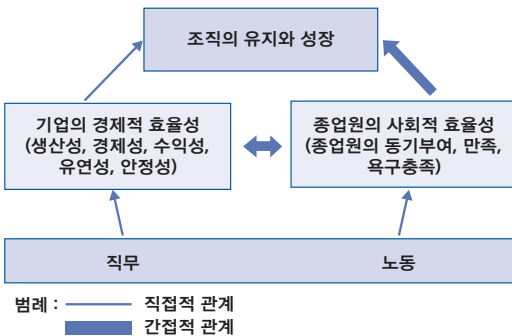 조직의 유지와 성장
기업의 경제적 효율성
(생산성, 경제성, 수익성,
유연성, 안정성)
종업원의 사회적 효율성
(종업원의 동기부여, 만족,
욕구충족)
직무
노동
범례 : 직접적 관계
간접적 관계